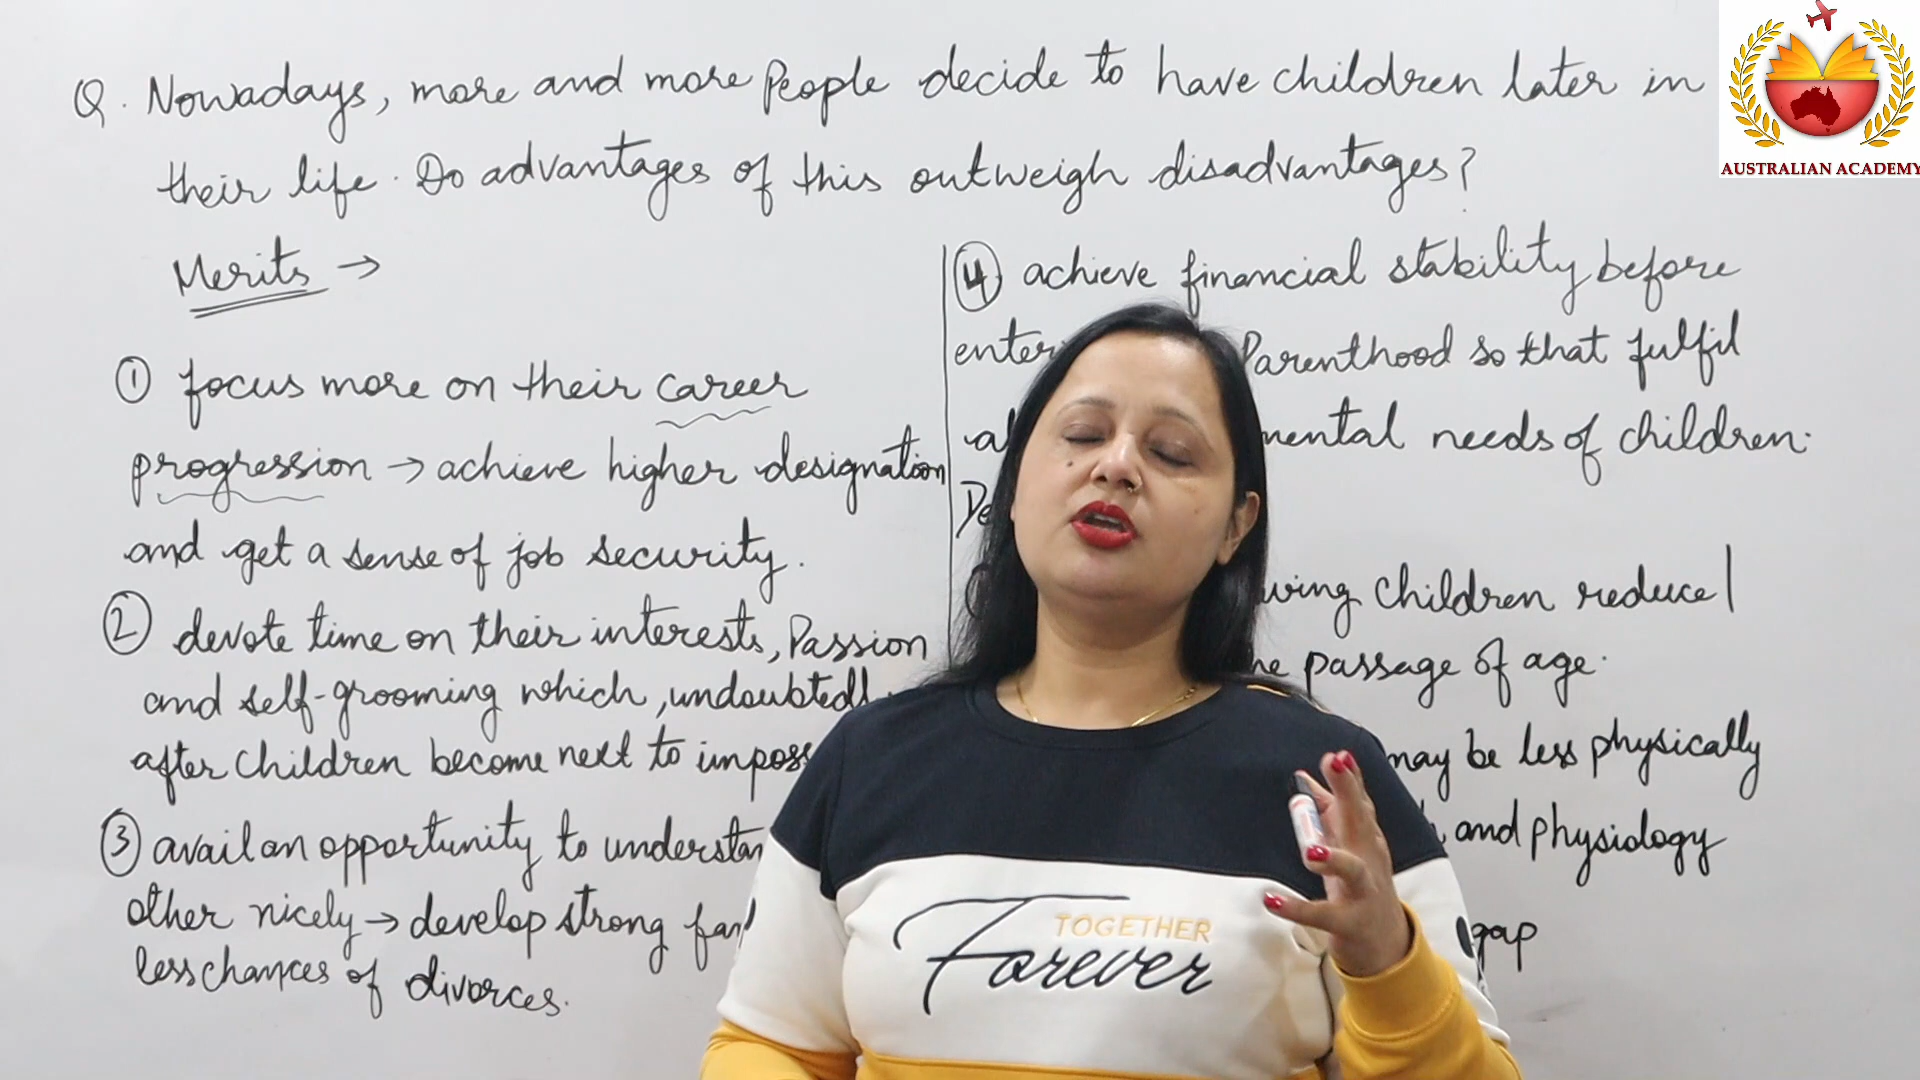 Q. Nowadays, more and more People decide to have children later in
their life. Do advantages of this outweigh disadvantages?
Merits →
① focus more on their career
progression → achieve higher designation
and get a sense of job security.
② devote time on their interests, Passion
and self-grooming which, undoubtedl
after children become next to imposs
③ avail an opportunity to understan
other nicely → develop strong fa
less chances of divorces.
④ achieve financial stability before
enter Parenthood so that fulfil
mental needs of children.
De
ving children reduce
passage of age.
may be less physically
and physiology
gap
TOGETHER
Forever
AUSTRALIAN ACADEMY